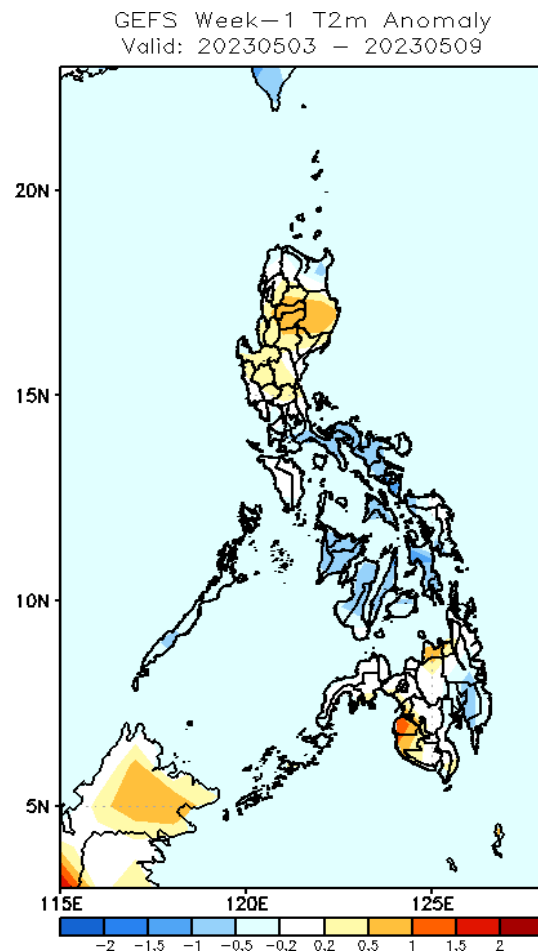 GEFS Week-1 T2m Anomaly
Valid: 20230503 - 20230509
20N
15N
10N
5N
115E 120E 125E
-2 -1.5 -1 -0.5 -0.2 0.2 0.5 1 1.5 2